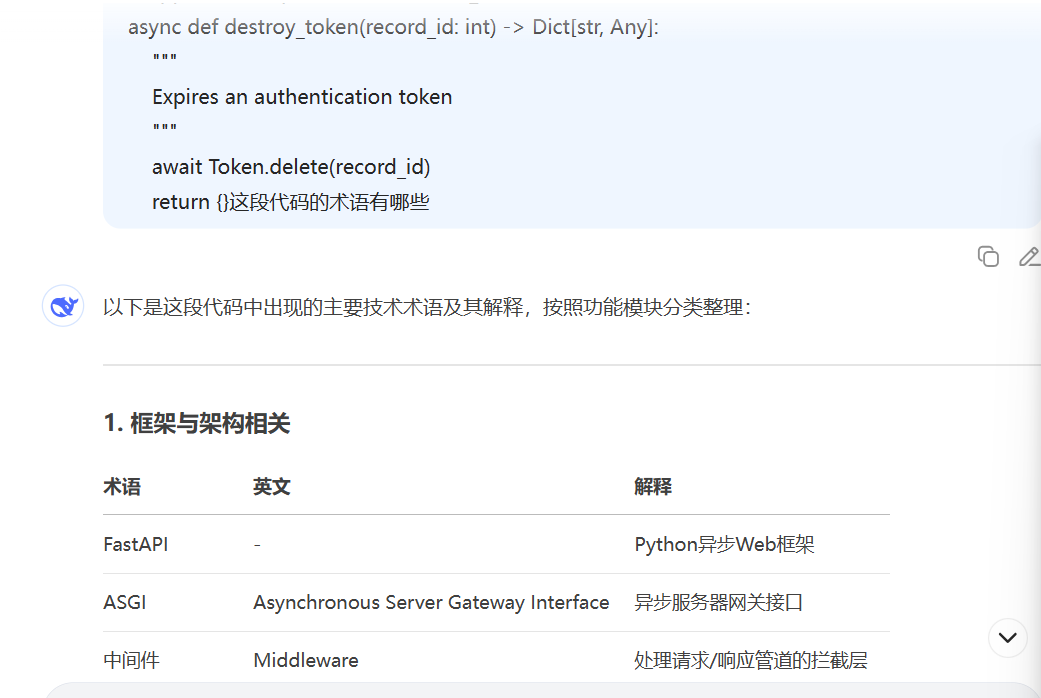 async def destroy_token(record_id: int) -> Dict[str, Any]:
"""
Expires an authentication token
"""
await Token.delete(record_id)
return {}这段代码的术语有哪些
以下是这段代码中出现的主要技术术语及其解释，按照功能模块分类整理：
1. 框架与架构相关
术语 英文 解释
FastAPI - Python异步Web框架
ASGI Asynchronous Server Gateway Interface 异步服务器网关接口
中间件 Middleware 处理请求/响应管道的拦截层